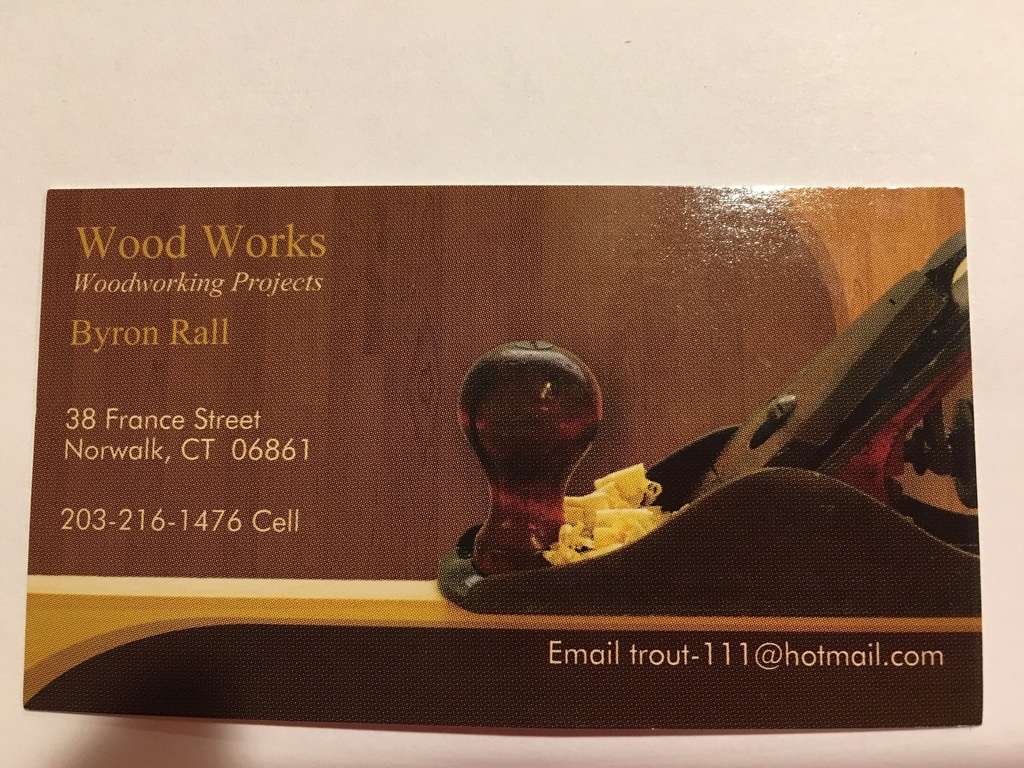 Wood Works
Woodworking Projects
Byron Rall
38 France Street
Norwalk, CT 06861
203-216-1476 Cell
Email trout-111@hotmail.com